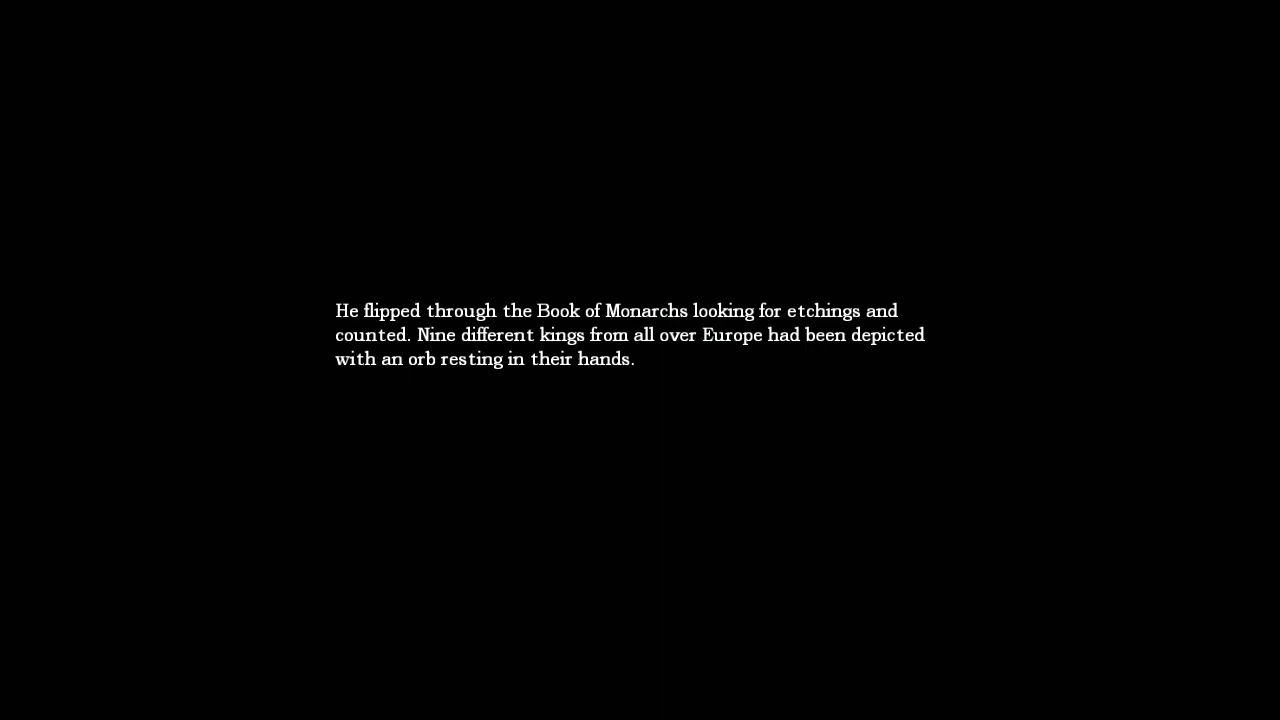 He flipped through the Book of Monarchs looking for etchings and
counted. Nine different kings from all over Europe had been depicted
with an orb resting in their hands.